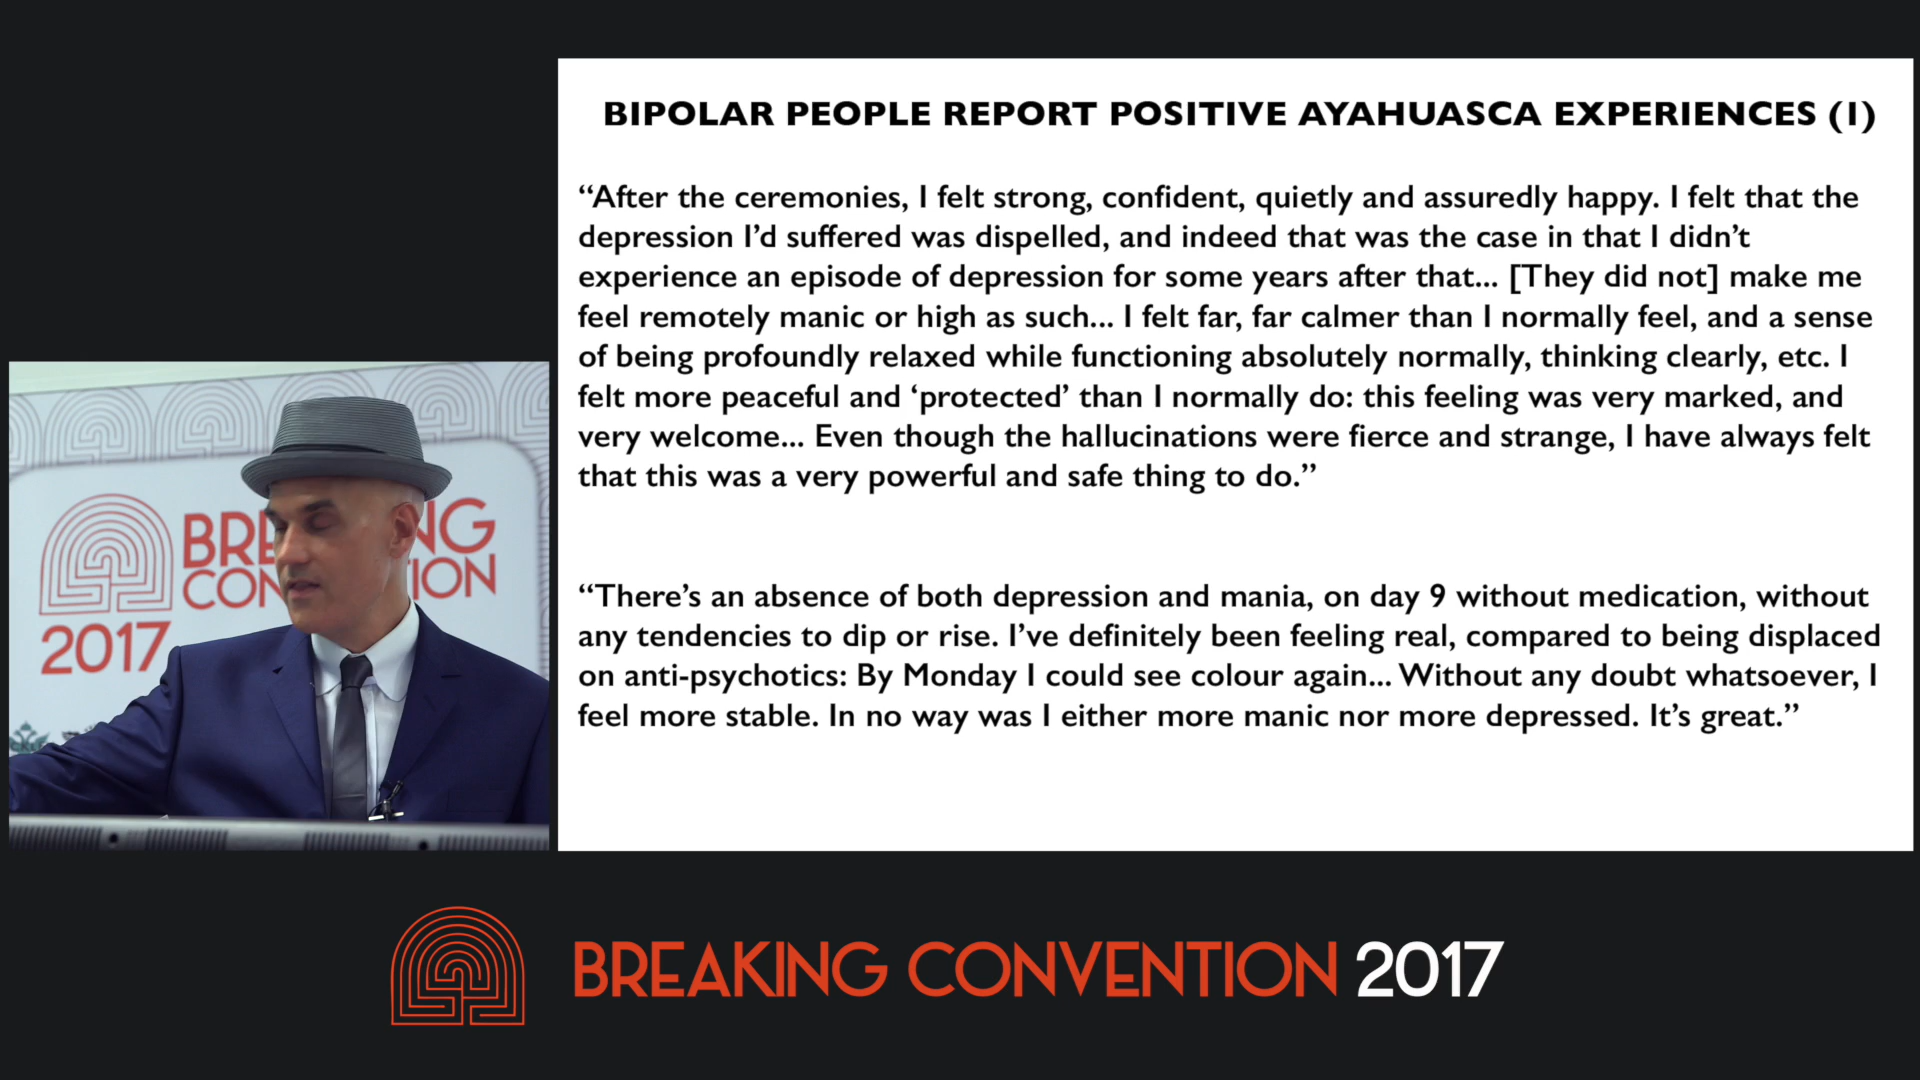 BIPOLAR PEOPLE REPORT POSITIVE AYAHUASCA EXPERIENCES (1)
“After the ceremonies, I felt strong, confident, quietly and assuredly happy. I felt that the
depression I’d suffered was dispelled, and indeed that was the case in that I didn’t
experience an episode of depression for some years after that... [They did not] make me
feel remotely manic or high as such... I felt far, far calmer than I normally feel, and a sense
of being profoundly relaxed while functioning absolutely normally, thinking clearly, etc. I
felt more peaceful and ‘protected’ than I normally do: this feeling was very marked, and
very welcome... Even though the hallucinations were fierce and strange, I have always felt
that this was a very powerful and safe thing to do.”
“There’s an absence of both depression and mania, on day 9 without medication, without
any tendencies to dip or rise. I’ve definitely been feeling real, compared to being displaced
on anti-psychotics: By Monday I could see colour again... Without any doubt whatsoever, I
feel more stable. In no way was I either more manic nor more depressed. It’s great.”
BRE NG
CON ION
2017
BREAKING CONVENTION 2017